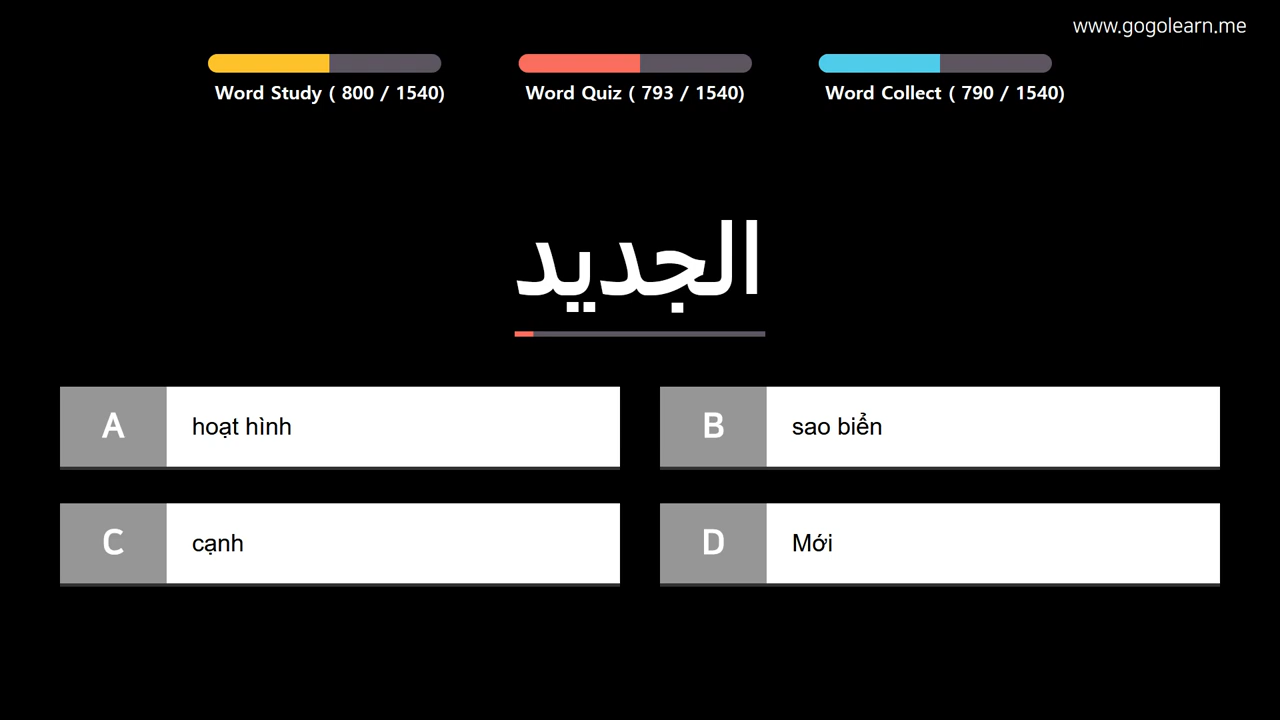 www.gogolearn.me
Word Study ( 800 / 1540)
Word Quiz ( 793 / 1540)
Word Collect ( 790 / 1540)
الجديد
A hoạt hình
B sao biển
C cạnh
D Mới